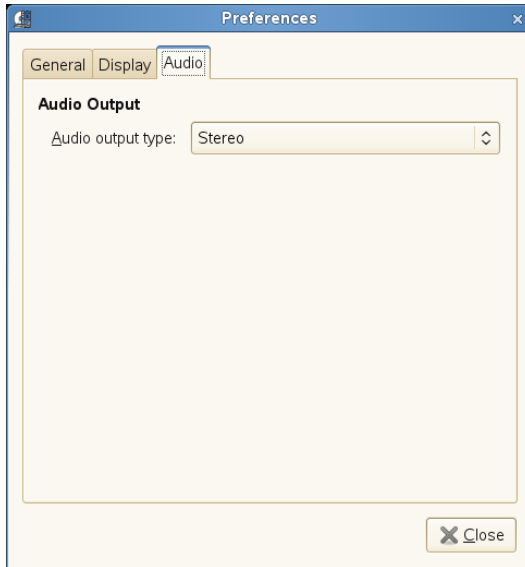 Preferences
General Display Audio
Audio Output
Audio output type: Stereo
Close